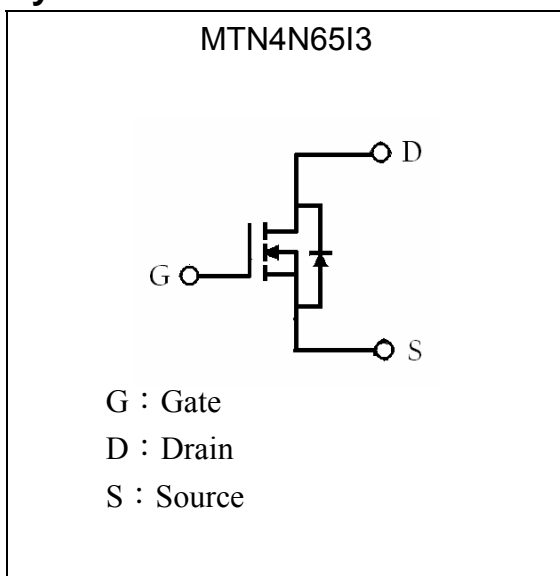 MTN4N65I3
D
G
S
G：Gate
D：Drain
S：Source